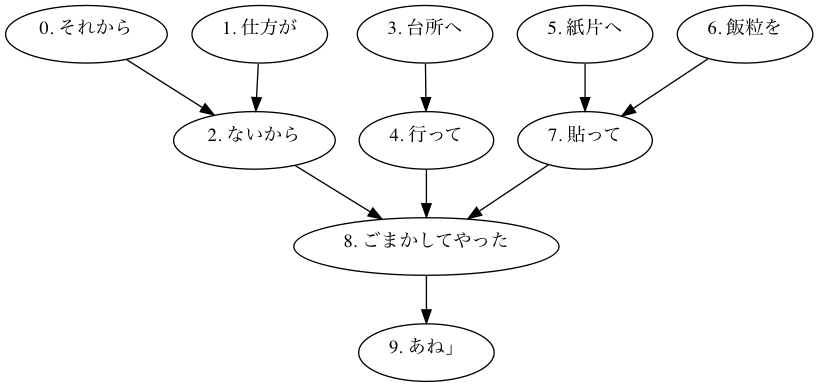 0. それから
1. 仕方が
3. 台所へ
5. 紙片へ
6. 飯粒を
2. ないから
4. 行って
7. 貼って
8. ごまかしてやった
9. あね」